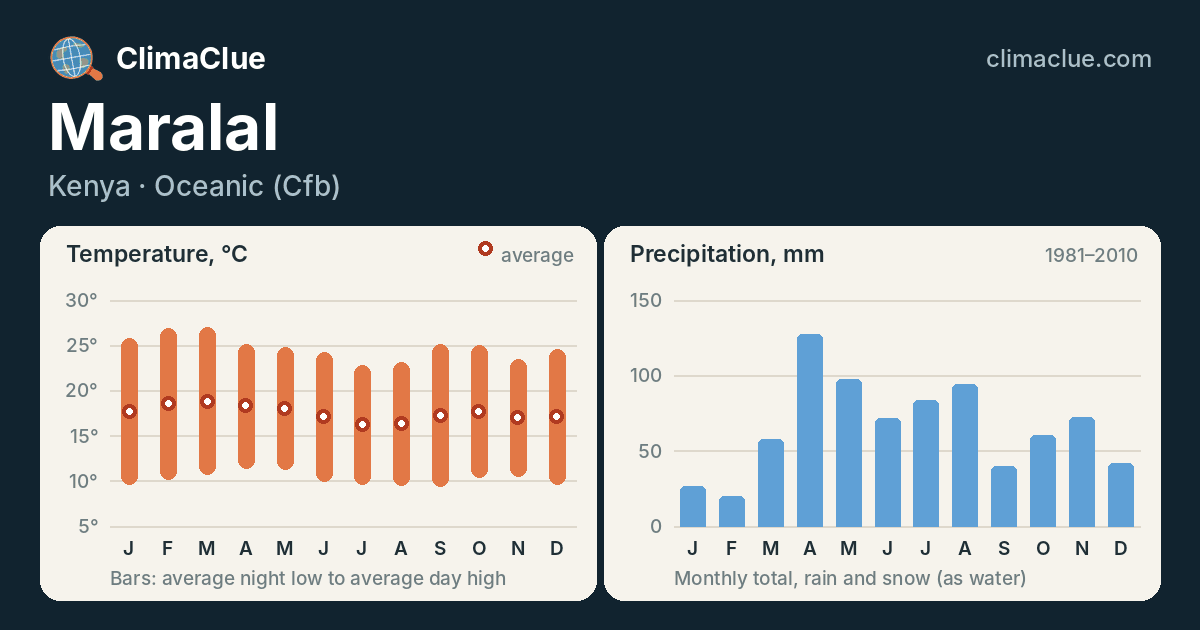 ClimaClue
climaclue.com
Maralal
Kenya · Oceanic (Cfb)
Temperature, °C
average
30°
25°
20°
15°
10°
5°
J F M A M J J A S O N D
Bars: average night low to average day high
Precipitation, mm
1981–2010
150
100
50
0
J F M A M J J A S O N D
Monthly total, rain and snow (as water)